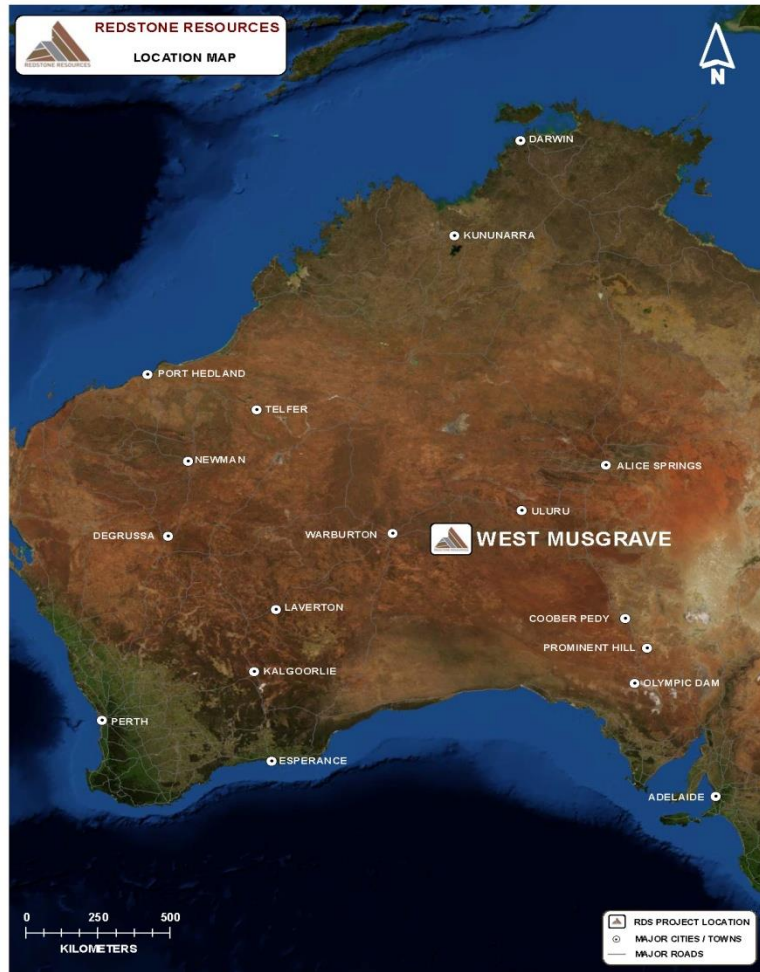 REDSTONE RESOURCES
REDSTONE RESOURCES
LOCATION MAP
N
DARWIN
KUNUNARRA
PORT HEDLAND
TELFER
NEWMAN
ALICE SPRINGS
ULURU
DEGRUSSA
WARBURTON
WEST MUSGRAVE
LAVERTON
COOBER PEDY
PROMINENT HILL
KALGOORLIE
OLYMPIC DAM
PERTH
ESPERANCE
ADELAIDE
0 250 500
KILOMETERS
RDS PROJECT LOCATION
MAJOR CITIES / TOWNS
MAJOR ROADS